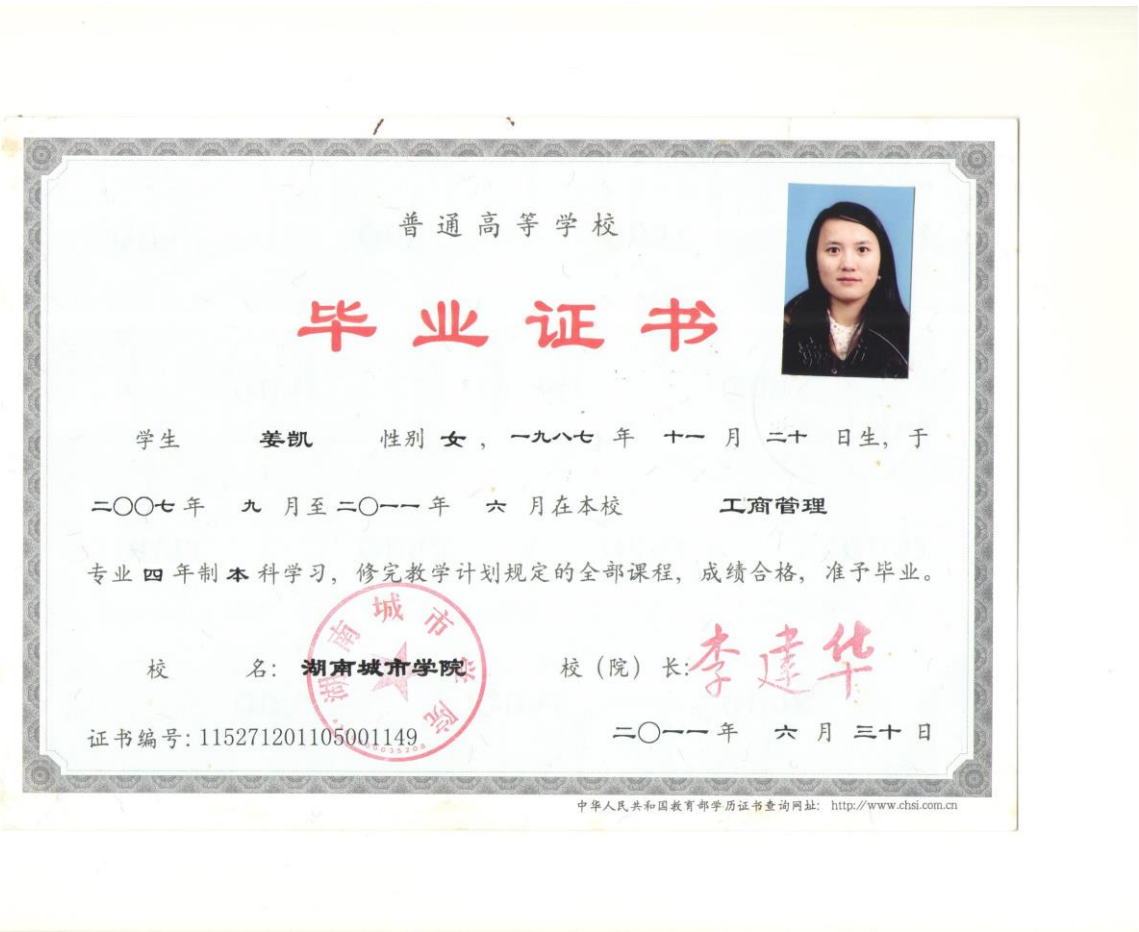 普通高等学校
毕业证书
学生 姜凯 性别 女 ， 一九八七 年 十一 月 二十 日生，于
二〇〇七 年 九 月至 二〇一一 年 六 月在本校 工商管理
专业 四 年制 本 科学习，修完教学计划规定的全部课程，成绩合格，准予毕业。
校 名： 湖南城市学院 校（院）长：李建华
湖南城市学院
证书编号：115271201105001149 二〇一一 年 六 月 三十 日
中华人民共和国教育部学历证书查询网址： http://www.chsi.com.cn